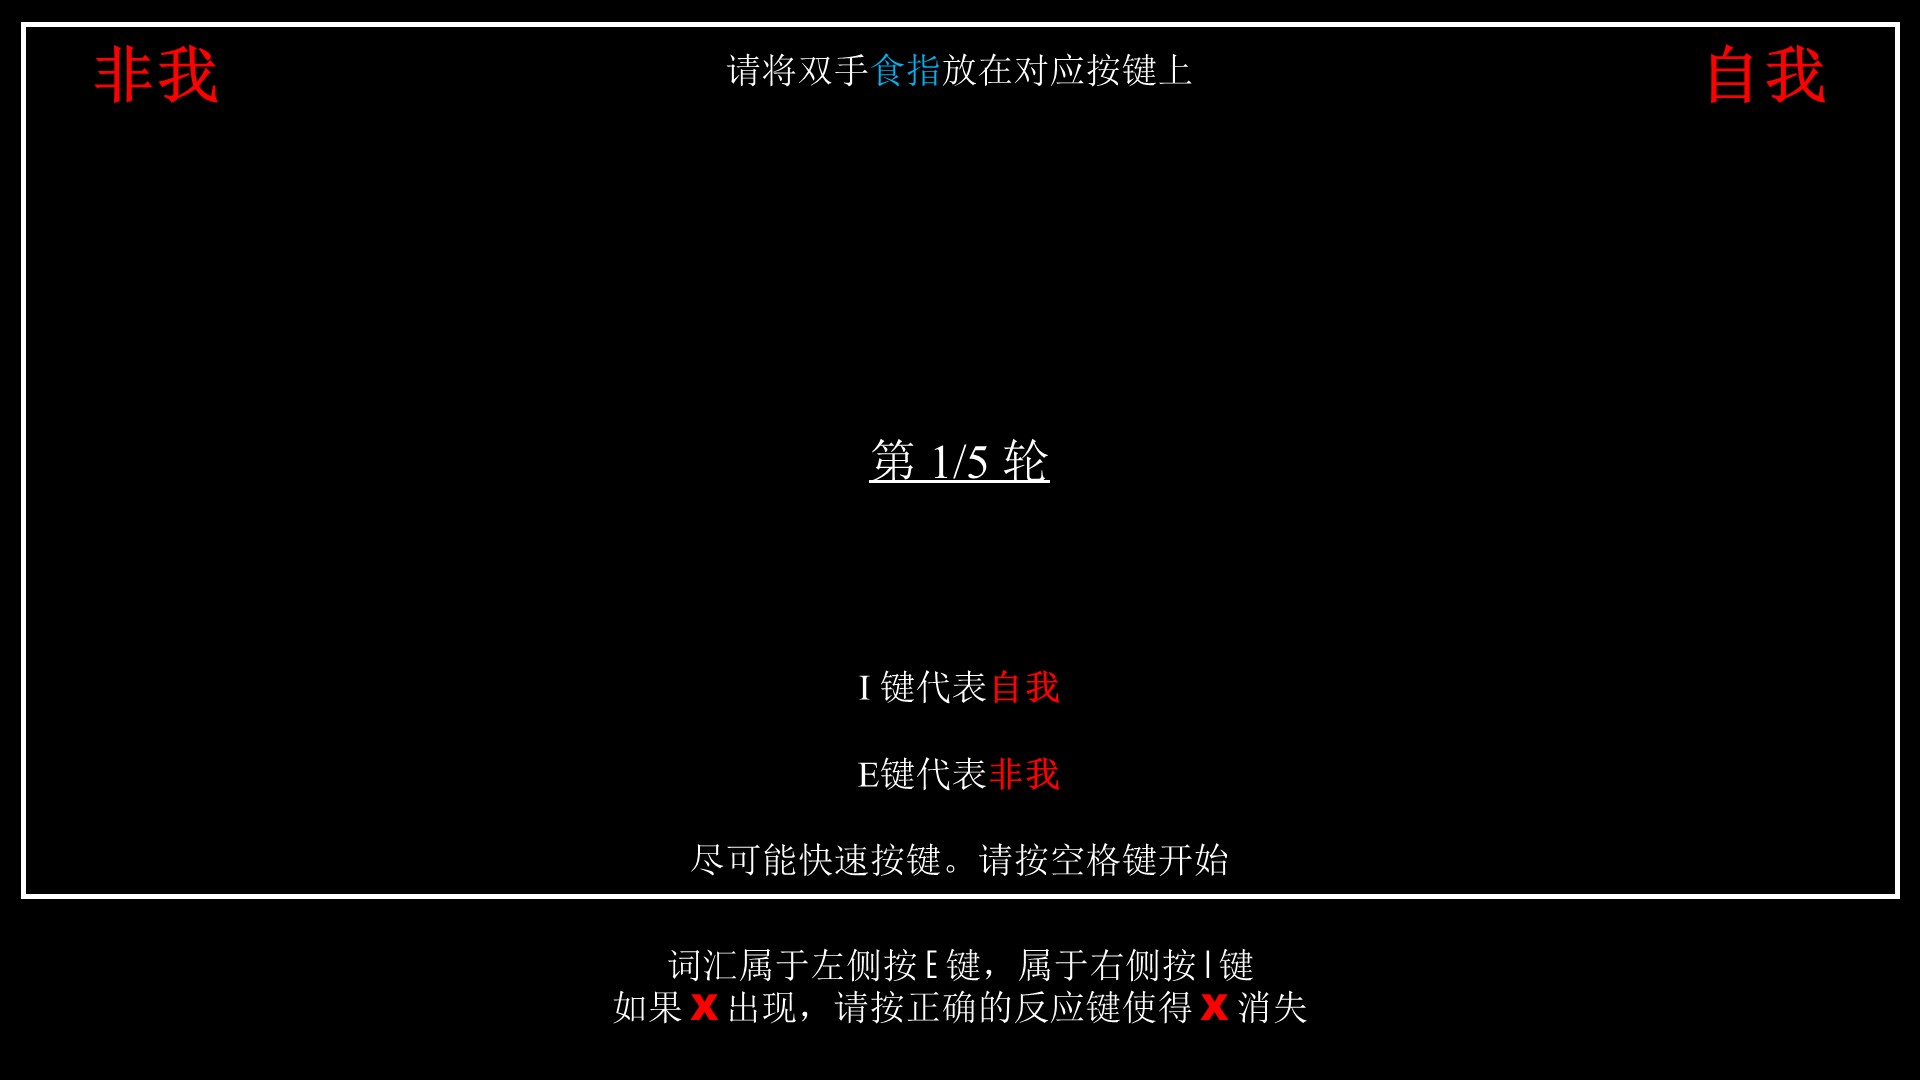 非我
请将双手食指放在对应按键上
自我
第 1/5 轮
I 键代表自我
E键代表非我
尽可能快速按键。请按空格键开始
词汇属于左侧按 E 键，属于右侧按 I 键
如果 X 出现，请按正确的反应键使得 X 消失